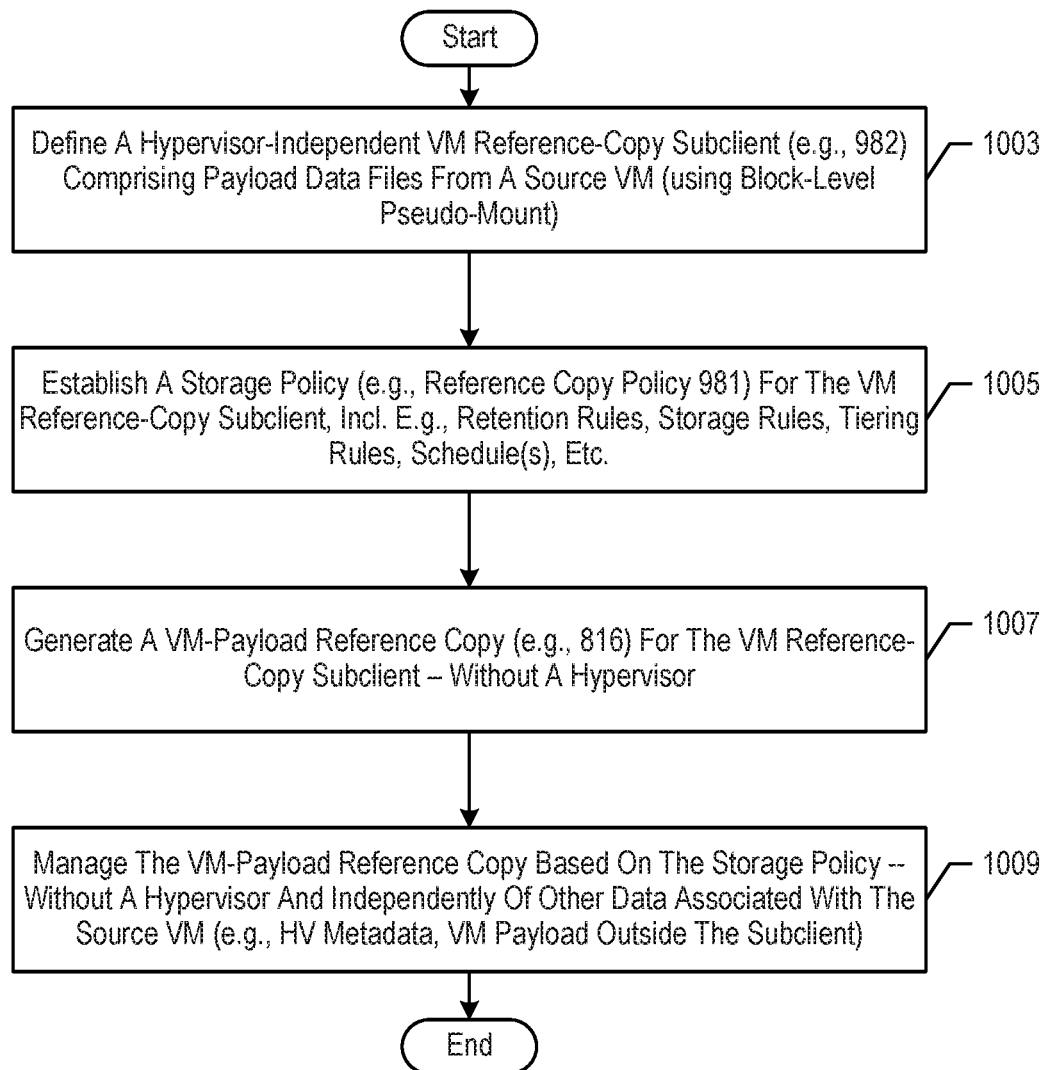 Start
Define A Hypervisor-Independent VM Reference-Copy Subclient (e.g., 982)
Comprising Payload Data Files From A Source VM (using Block-Level
Pseudo-Mount)
1003
Establish A Storage Policy (e.g., Reference Copy Policy 981) For The VM
Reference-Copy Subclient, Incl. E.g., Retention Rules, Storage Rules, Tiering
Rules, Schedule(s), Etc.
1005
Generate A VM-Payload Reference Copy (e.g., 816) For The VM Reference-
Copy Subclient – Without A Hypervisor
1007
Manage The VM-Payload Reference Copy Based On The Storage Policy --
Without A Hypervisor And Independently Of Other Data Associated With The
Source VM (e.g., HV Metadata, VM Payload Outside The Subclient)
1009
End